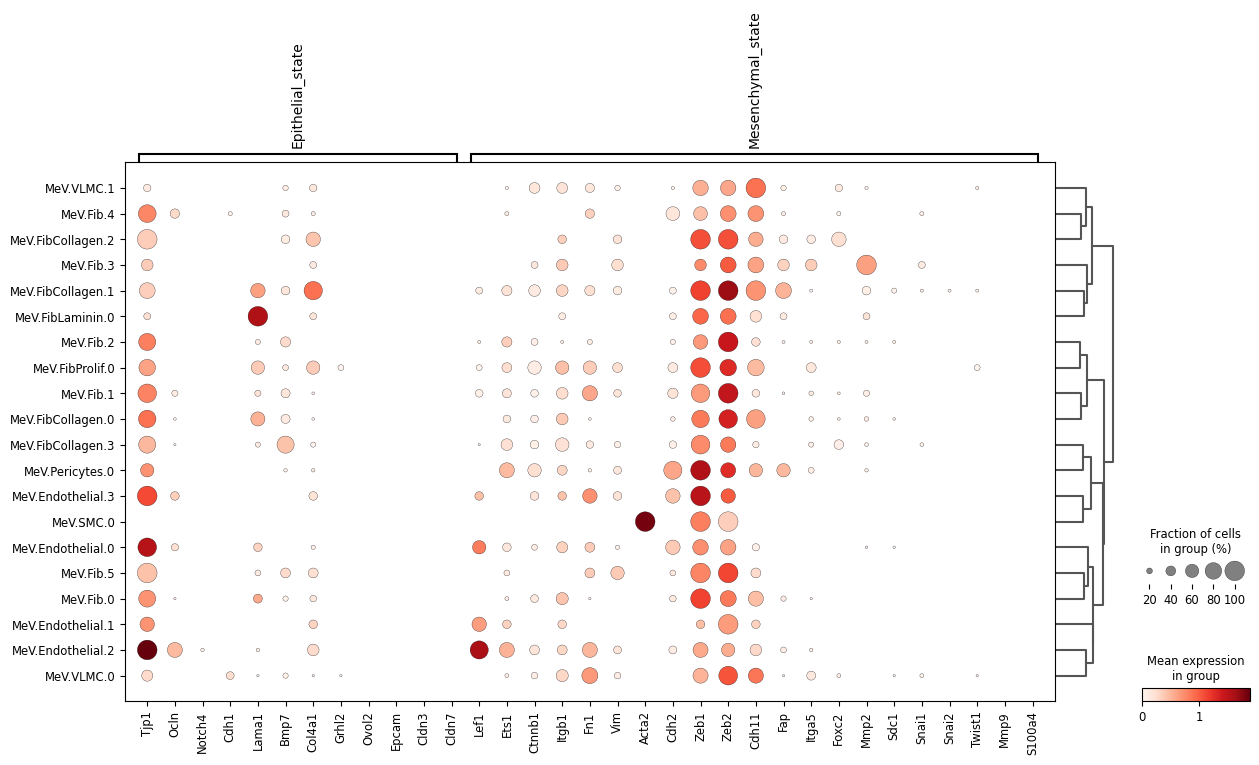 Epithelial_state
Mesenchymal_state
MeV.VLMC.1
MeV.Fib.4
MeV.FibCollagen.2
MeV.Fib.3
MeV.FibCollagen.1
MeV.FibLaminin.0
MeV.Fib.2
MeV.FibProlif.0
MeV.Fib.1
MeV.FibCollagen.0
MeV.FibCollagen.3
MeV.Pericytes.0
MeV.Endothelial.3
MeV.SMC.0
MeV.Endothelial.0
MeV.Fib.5
MeV.Fib.0
MeV.Endothelial.1
MeV.Endothelial.2
MeV.VLMC.0
Tjp1
Ocln
Notch4
Cdh1
Lama1
Bmp7
Col4a1
Grhl2
Ovol2
Epcam
Cldn3
Cldn7
Lef1
Ets1
Ctnnb1
Itgb1
Fn1
Vim
Acta2
Cdh2
Zeb1
Zeb2
Cdh11
Fap
Itga5
Foxc2
Mmp2
Sdc1
Snai1
Snai2
Twist1
Mmp9
S100a4
Fraction of cells
in group (%)
20 40 60 80 100
Mean expression
in group
0 1